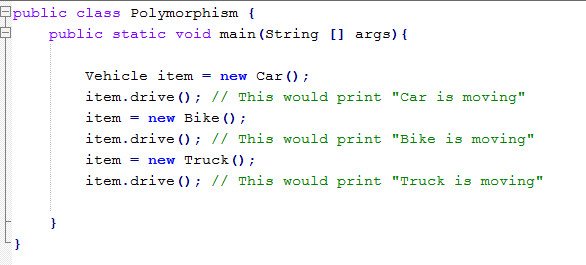 public class Polymorphism {
public static void main(String [] args){
Vehicle item = new Car();
item.drive(); // This would print "Car is moving"
item = new Bike();
item.drive(); // This would print "Bike is moving"
item = new Truck();
item.drive(); // This would print "Truck is moving"
}
}